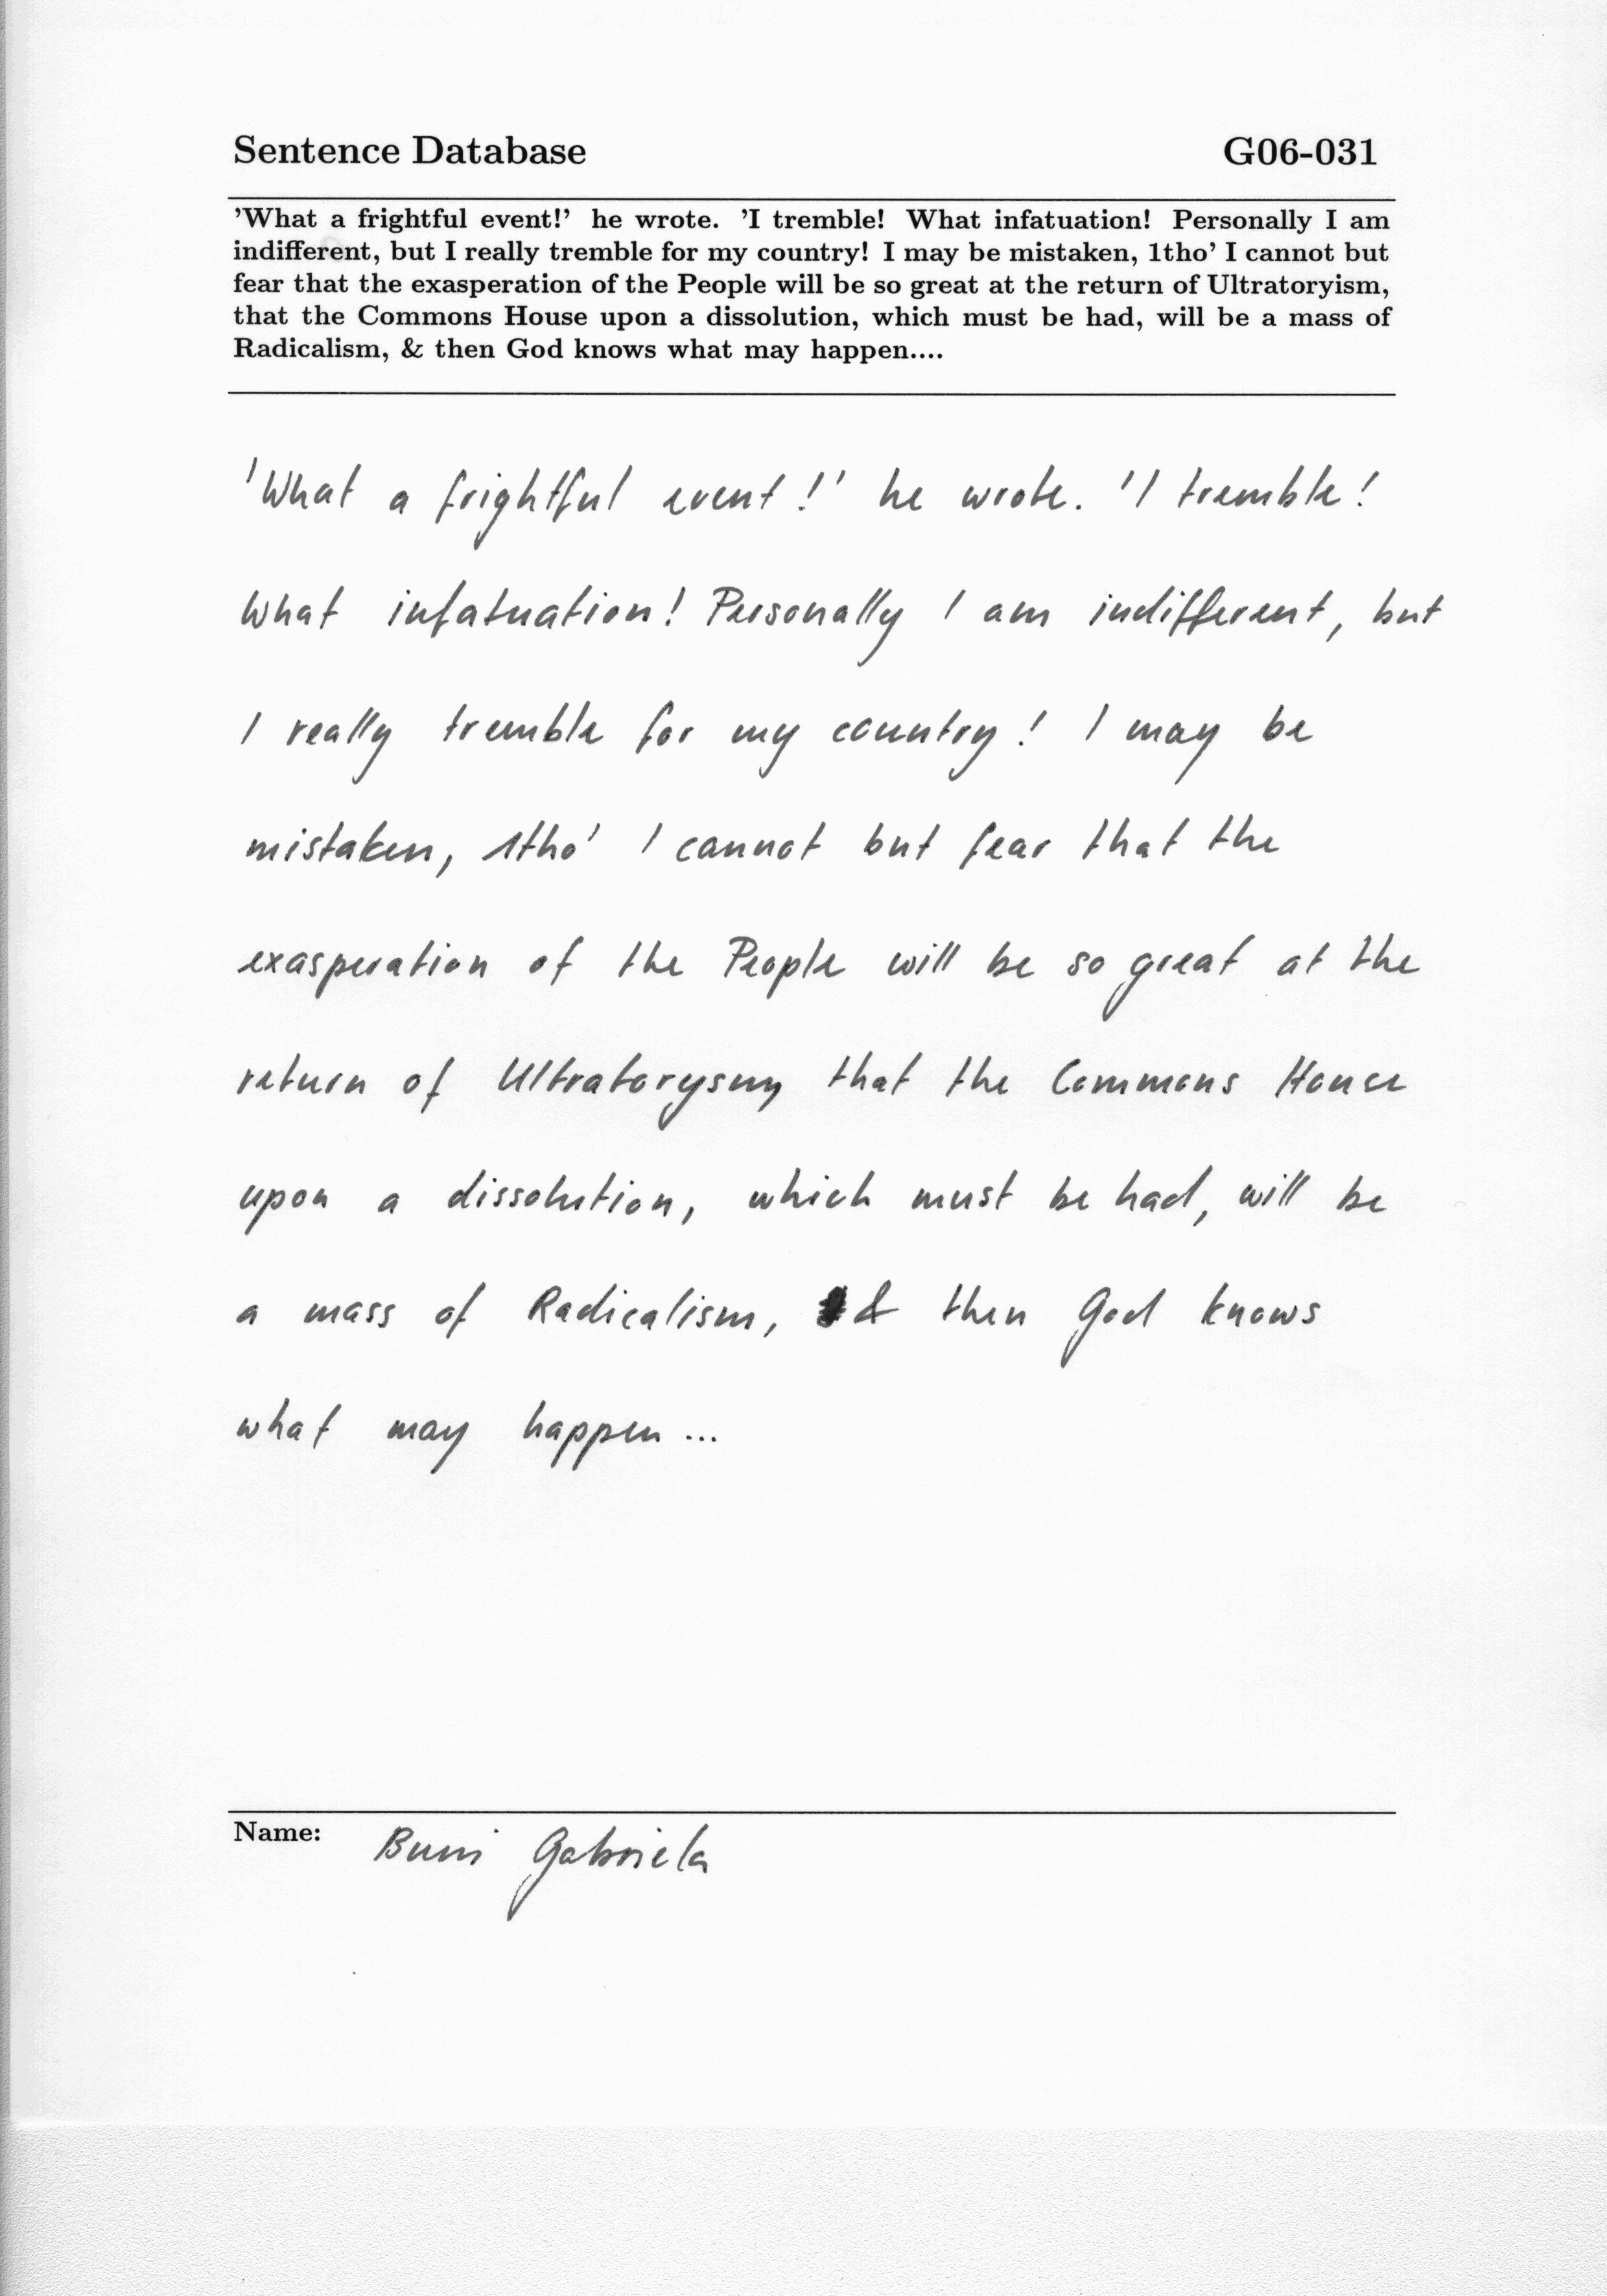 Sentence Database G06-031
'What a frightful event!' he wrote. 'I tremble! What infatuation! Personally I am
indifferent, but I really tremble for my country! I may be mistaken, 1tho' I cannot but
fear that the exasperation of the People will be so great at the return of Ultratoryism,
that the Commons House upon a dissolution, which must be had, will be a mass of
Radicalism, & then God knows what may happen....
'What a frightful event!' he wrote. 'I tremble!
What infatuation! Personally I am indifferent, but
I really tremble for my country! I may be
mistaken, 1tho' I cannot but fear that the
exasperation of the People will be so great at the
return of Ultratorysm, that the Commons House
upon a dissolution, which must be had, will be
a mass of Radicalism, & then God knows
what may happen...
Name: Gabriela